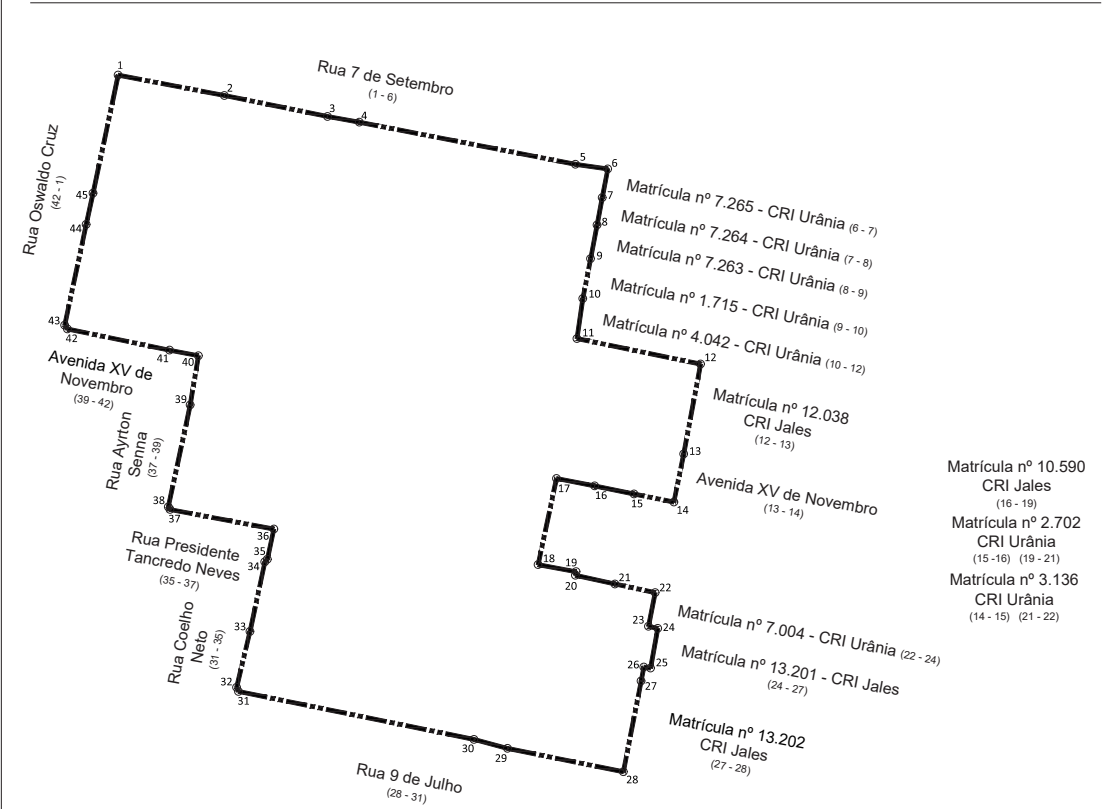 Rua 7 de Setembro
(1 - 6)
1
2
3
4
5
6
7
8
9
10
11
12
13
14
15
16
17
18
19
20
21
22
23
24
25
26
27
28
29
30
31
32
33
34
35
36
37
38
39
40
41
42
43
44
45
Matrícula nº 7.265 - CRI Urânia (6 - 7)
Matrícula nº 7.264 - CRI Urânia (7 - 8)
Matrícula nº 7.263 - CRI Urânia (8 - 9)
Matrícula nº 1.715 - CRI Urânia (9 - 10)
Matrícula nº 4.042 - CRI Urânia (10 - 12)
Matrícula nº 12.038
CRI Jales
(12 - 13)
Avenida XV de Novembro
(13 - 14)
Matrícula nº 10.590
CRI Jales
(16 - 19)
Matrícula nº 2.702
CRI Urânia
(15 -16) (19 - 21)
Matrícula nº 3.136
CRI Urânia
(14 - 15) (21 - 22)
Matrícula nº 7.004 - CRI Urânia (22 - 24)
Matrícula nº 13.201 - CRI Jales
(24 - 27)
Matrícula nº 13.202
CRI Jales
(27 - 28)
Rua 9 de Julho
(28 - 31)
Rua Coelho
Neto
(31 - 35)
Rua Presidente
Tancredo Neves
(35 - 37)
Rua Ayrton
Senna
(37 - 39)
Avenida XV de
Novembro
(39 - 42)
Rua Oswaldo Cruz
(42 - 1)